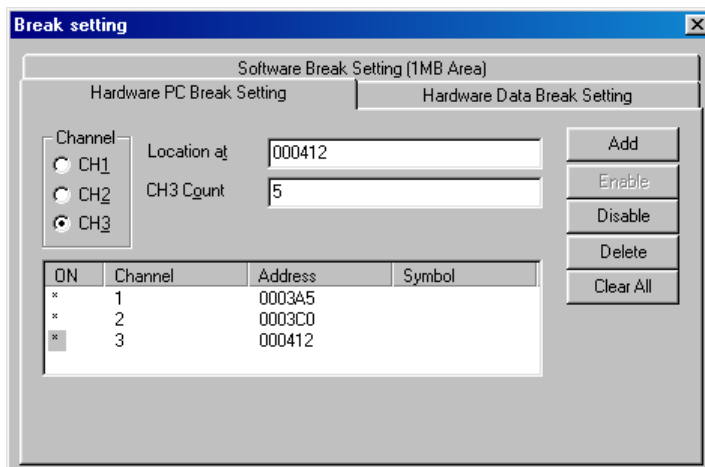 Break setting
Software Break Setting (1MB Area)
Hardware PC Break Setting
Hardware Data Break Setting
Channel
CH1
CH2
CH3
Location at
000412
CH3 Count
5
Add
Enable
Disable
Delete
Clear All
ON Channel Address Symbol
* 1 0003A5
* 2 0003C0
* 3 000412